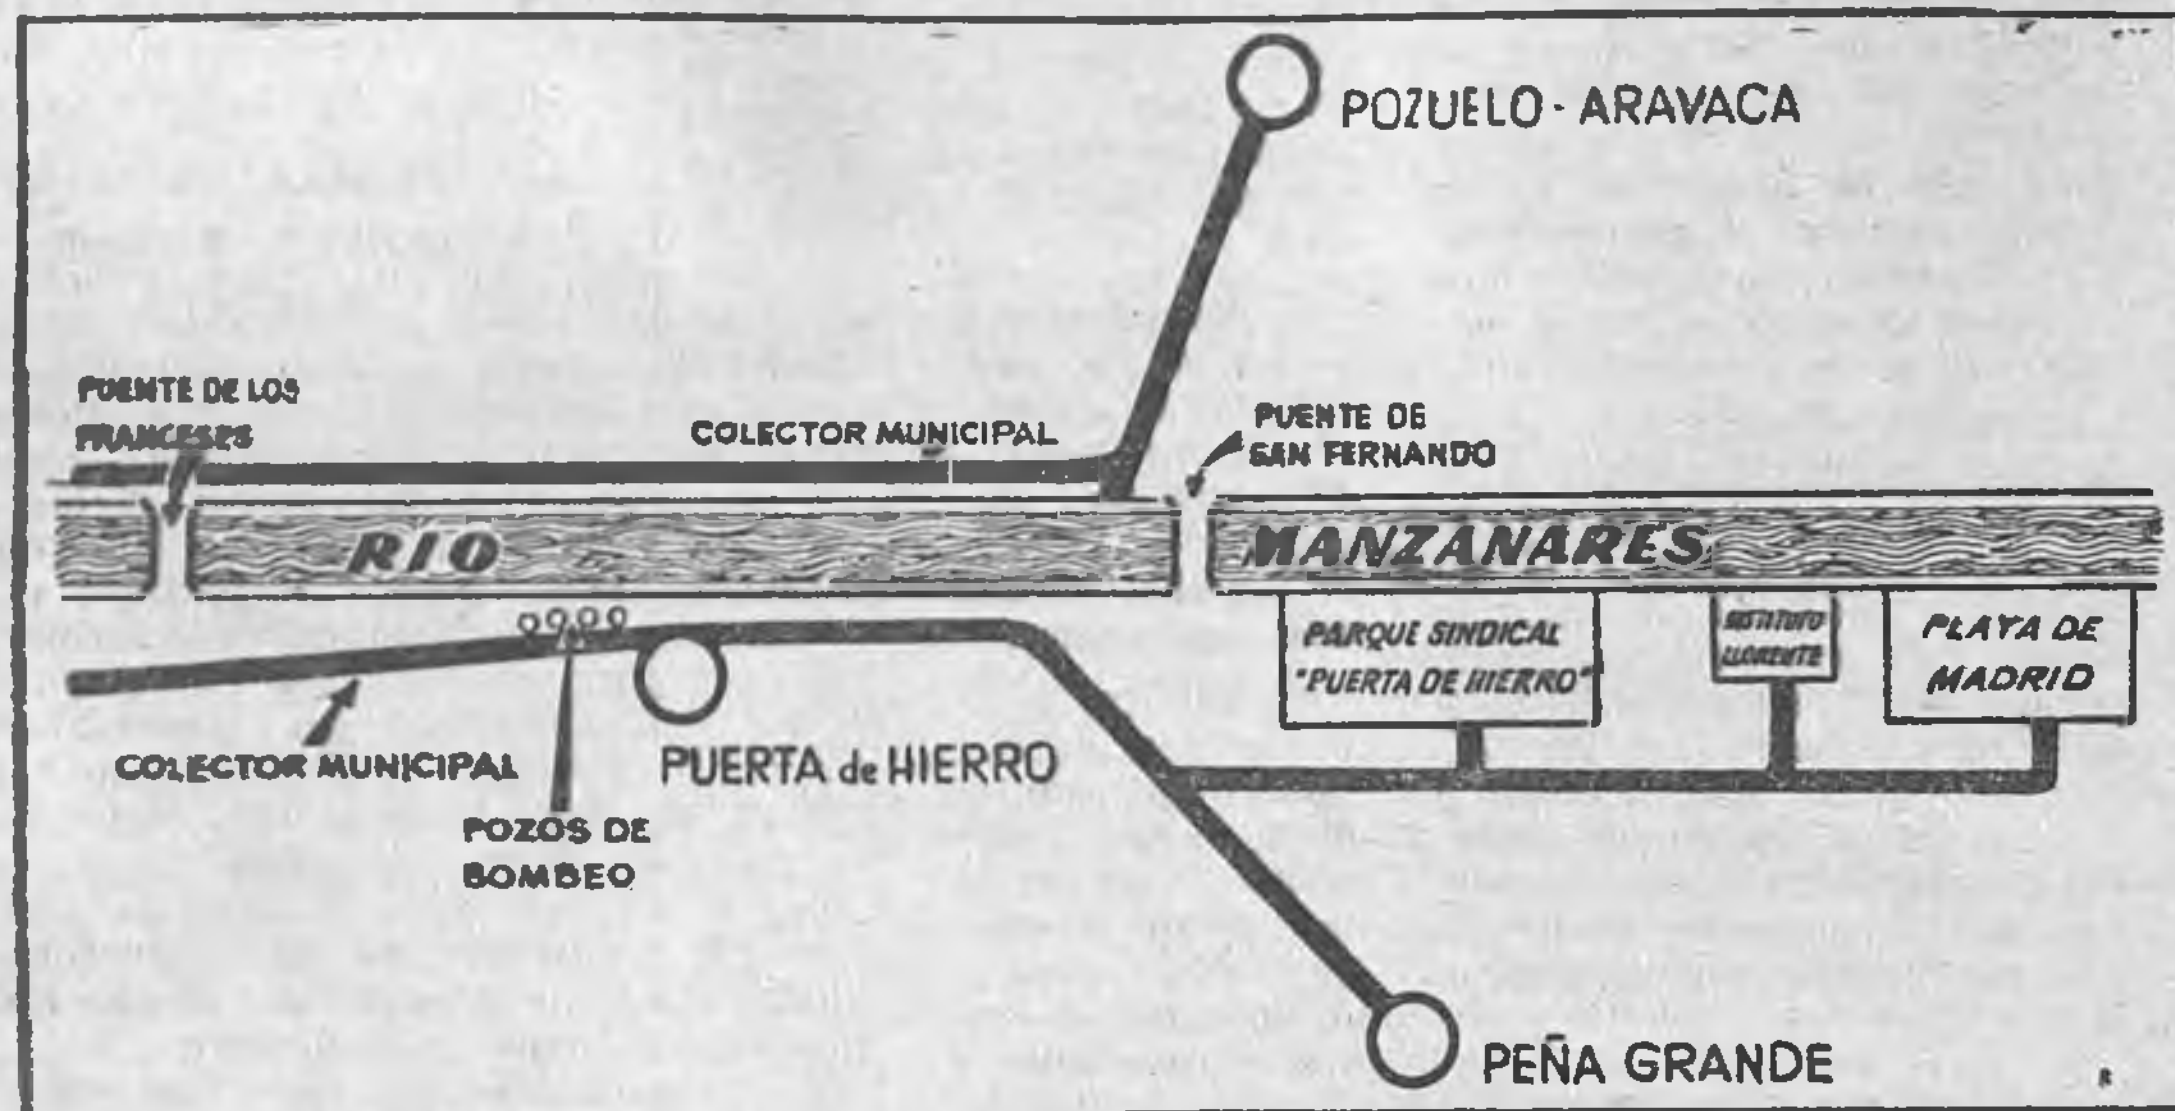 POZUELO - ARAVACA
PUENTE DE LOS
FRANCESES
COLECTOR MUNICIPAL
PUENTE DE
SAN FERNANDO
RÍO
MANZANARES
PARQUE SINDICAL
"PUERTA DE HIERRO"
INSTITUTO
LLORENTE
PLAYA DE
MADRID
COLECTOR MUNICIPAL
PUERTA de HIERRO
POZOS DE
BOMBEO
PEÑA GRANDE
R